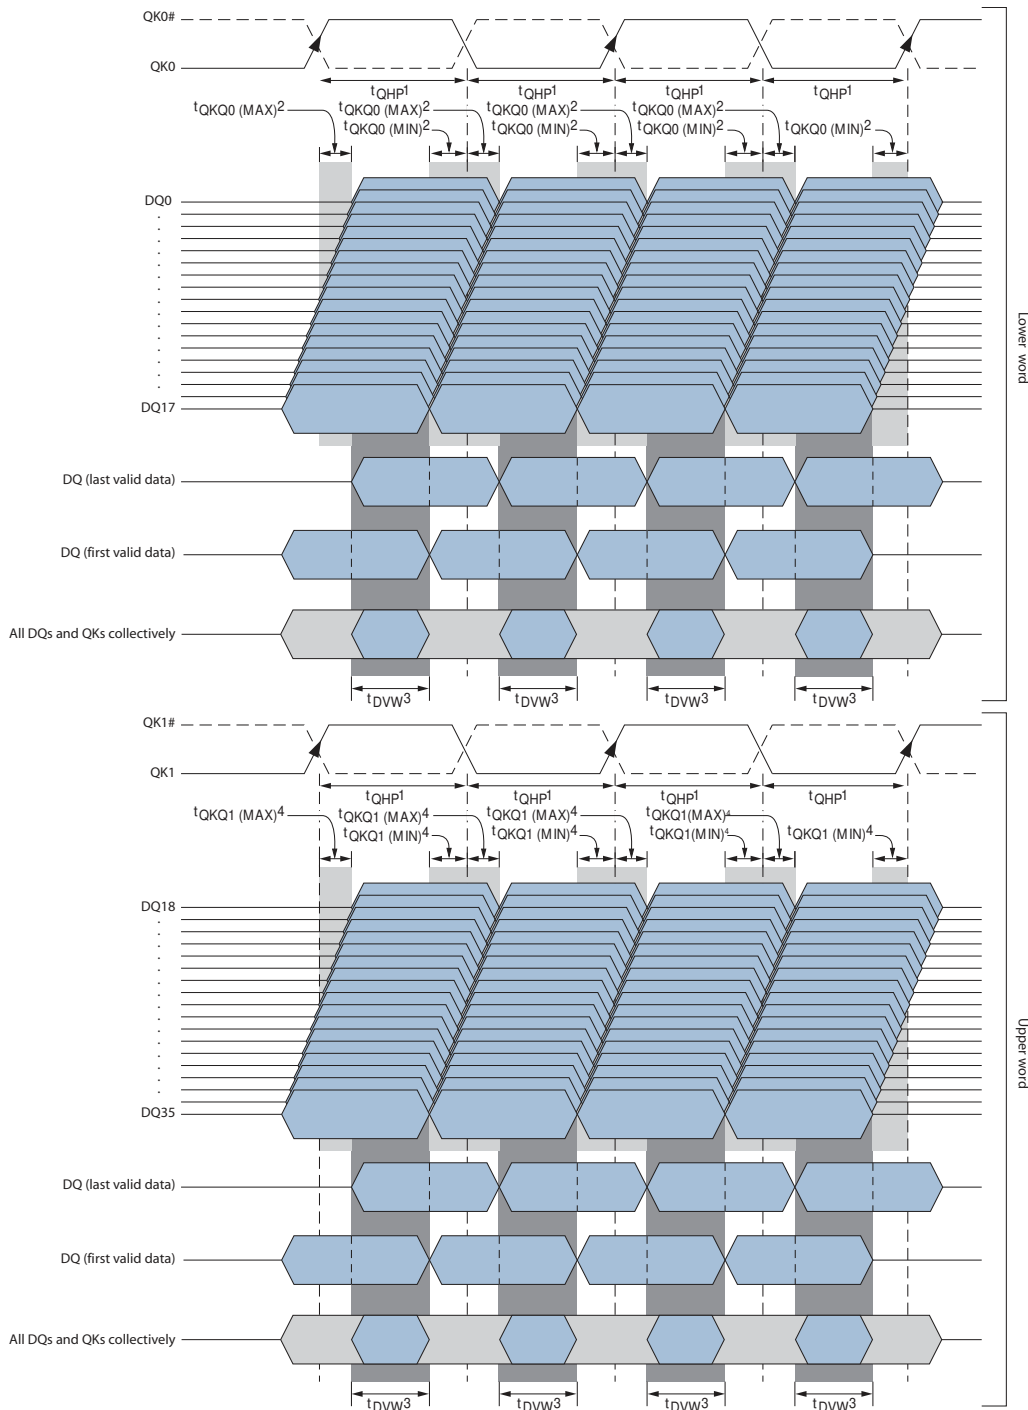 QK0#
QK0
tQHP1 tQHP1 tQHP1 tQHP1
tQKQ0 (MAX)2 tQKQ0 (MAX)2 tQKQ0 (MAX)2 tQKQ0 (MAX)2
tQKQ0 (MIN)2 tQKQ0 (MIN)2 tQKQ0 (MIN)2 tQKQ0 (MIN)2
DQ0
DQ17
DQ (last valid data)
DQ (first valid data)
All DQs and QKs collectively
tDVW3 tDVW3 tDVW3 tDVW3
Lower word
QK1#
QK1
tQHP1 tQHP1 tQHP1 tQHP1
tQKQ1 (MAX)4 tQKQ1 (MAX)4 tQKQ1 (MAX)4 tQKQ1(MAX)4
tQKQ1 (MIN)4 tQKQ1 (MIN)4 tQKQ1(MIN)4 tQKQ1 (MIN)4
DQ18
DQ35
DQ (last valid data)
DQ (first valid data)
All DQs and QKs collectively
tDVW3 tDVW3 tDVW3 tDVW3
Upper word